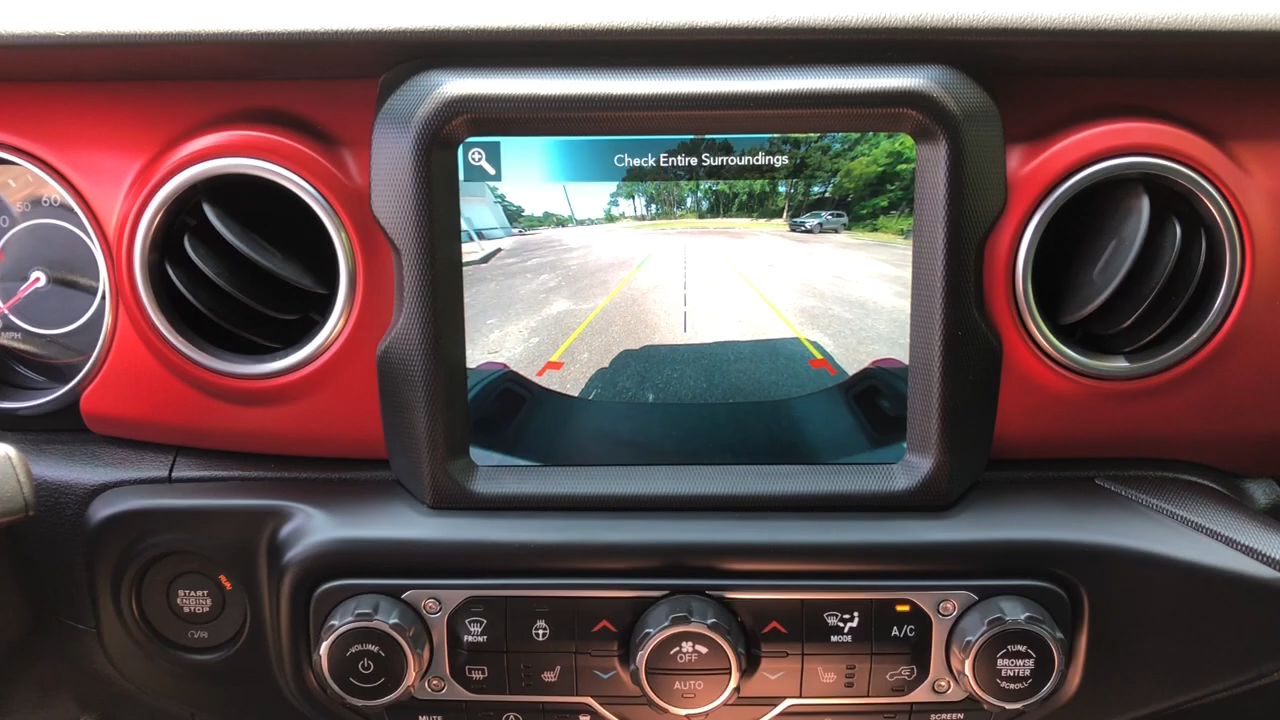 Check Entire Surroundings
50
60
MPH
START
ENGINE
STOP
RUN
VOLUME
FRONT
OFF
AUTO
MODE
A/C
TUNE
BROWSE
ENTER
SCROLL
MUTE
SCREEN